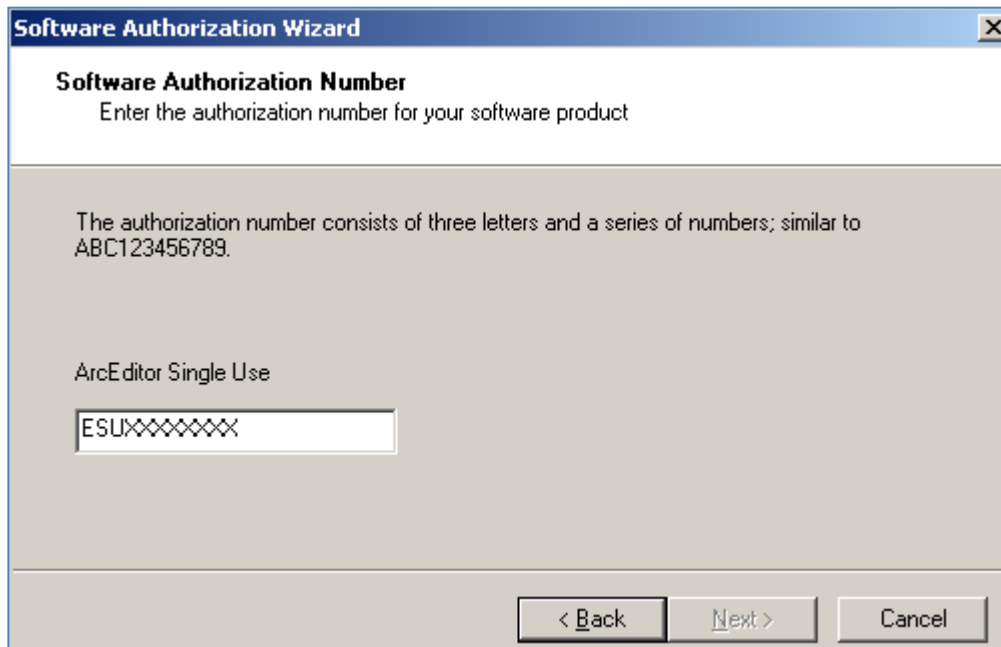 Software Authorization Wizard
Software Authorization Number
Enter the authorization number for your software product
The authorization number consists of three letters and a series of numbers; similar to
ABC123456789.
ArcEditor Single Use
ESUXXXXXXXXX
< Back
Next >
Cancel